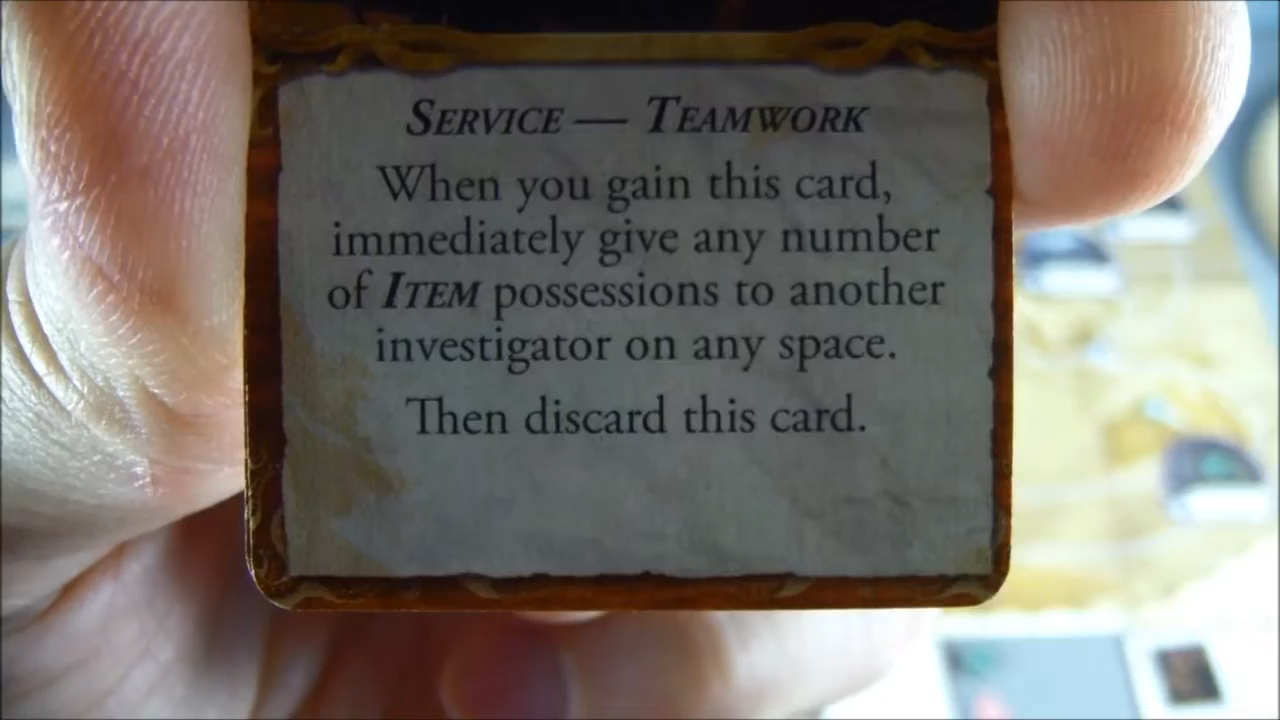 SERVICE — TEAMWORK
When you gain this card,
immediately give any number
of ITEM possessions to another
investigator on any space.
Then discard this card.